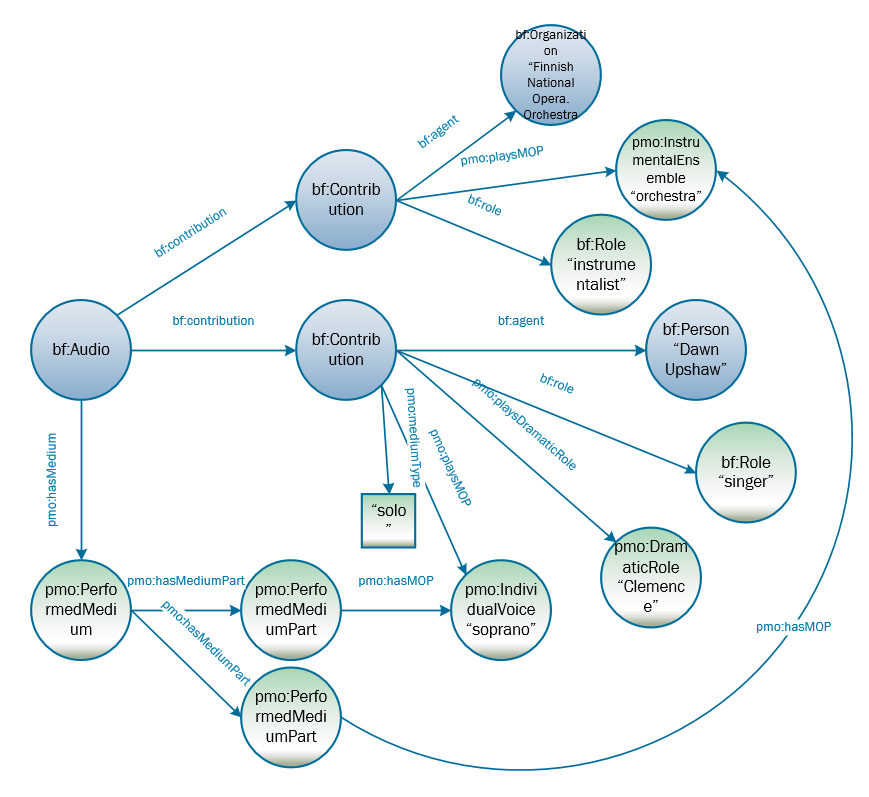 bf:Organizati
on
“Finnish
National
Opera.
Orchestra
bf:agent
pmo:playsMOP
pmo:Instru
mentalEns
emble
“orchestra”
bf:Contrib
ution
bf:role
bf:contribution
bf:Role
“instrume
ntalist”
bf:Audio
bf:contribution
bf:Contrib
ution
bf:agent
bf:Person
“Dawn
Upshaw”
bf:role
pmo:playsDramaticRole
pmo:mediumType
pmo:playsMOP
pmo:hasMedium
bf:Role
“singer”
“solo
”
pmo:Dram
aticRole
“Clemenc
e”
pmo:Perfo
rmedMedi
um
pmo:hasMediumPart
pmo:Perfo
rmedMedi
umPart
pmo:hasMOP
pmo:Individ
ualVoice
“soprano”
pmo:hasMediumPart
pmo:hasMOP
pmo:Perfo
rmedMedi
umPart